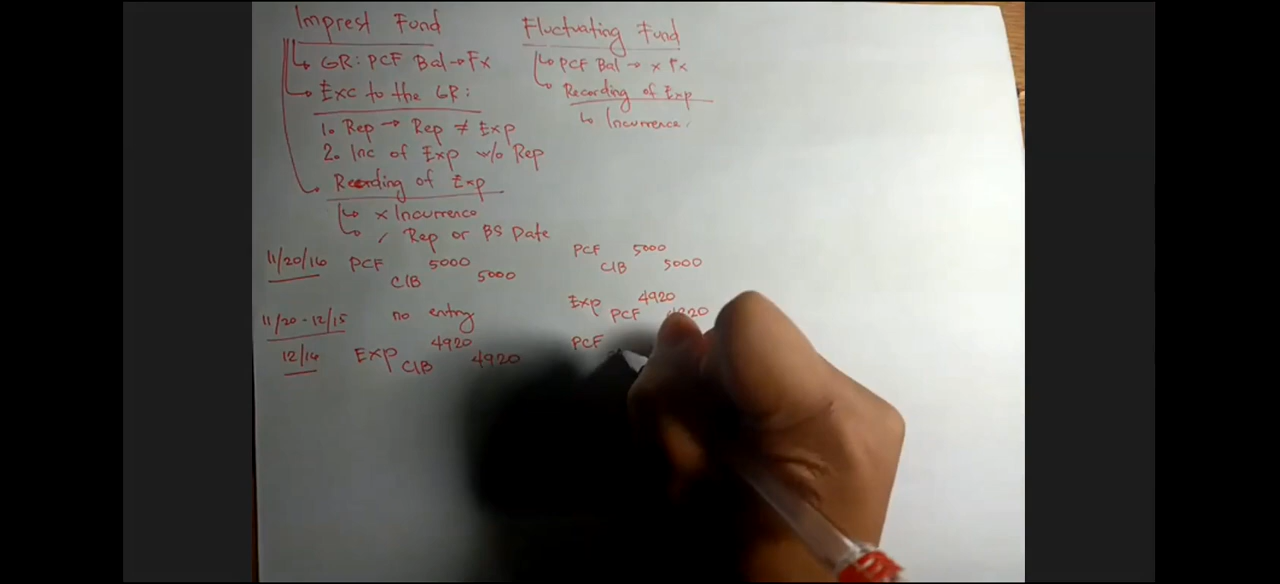 Imprest Fund
GR: PCF Bal → Fx
Exc to the GR:
1. Rep → Rep ≠ Exp
2. Inc of Exp w/o Rep
Recording of Exp
x Incurrence
/ Rep or BS Date
Fluctuating Fund
PCF Bal → x Fx
Recording of Exp
Incurrence.
11/20/16 PCF 5000
CIB 5000
PCF 5000
CIB 5000
11/20 - 12/15 no entry
Exp 4920
PCF 4920
12/16 Exp 4920
CIB 4920
PCF